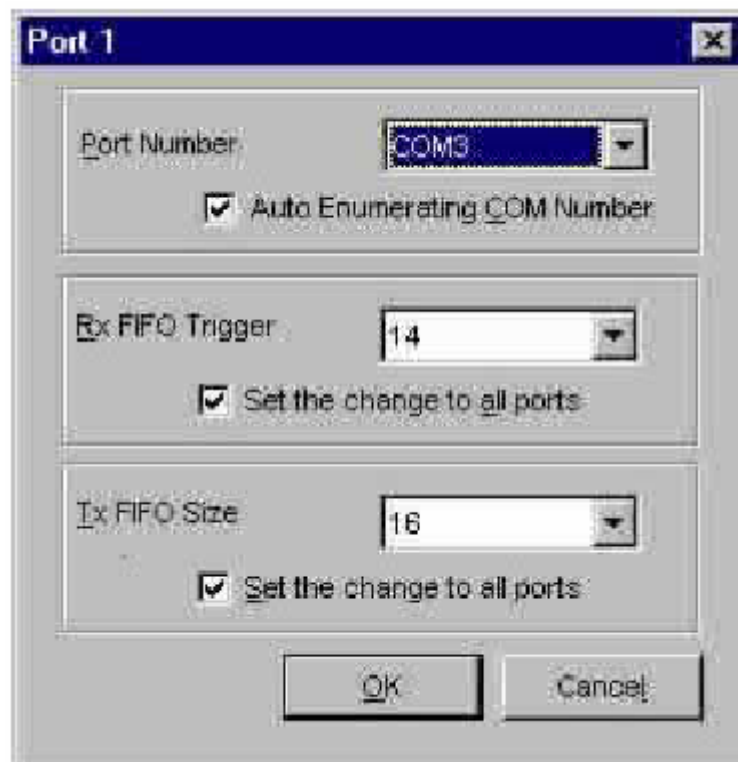 Port 1
Port Number
COM3
Auto Enumerating COM Number
Rx FIFO Trigger
14
Set the change to all ports
Tx FIFO Size
16
Set the change to all ports
OK
Cancel